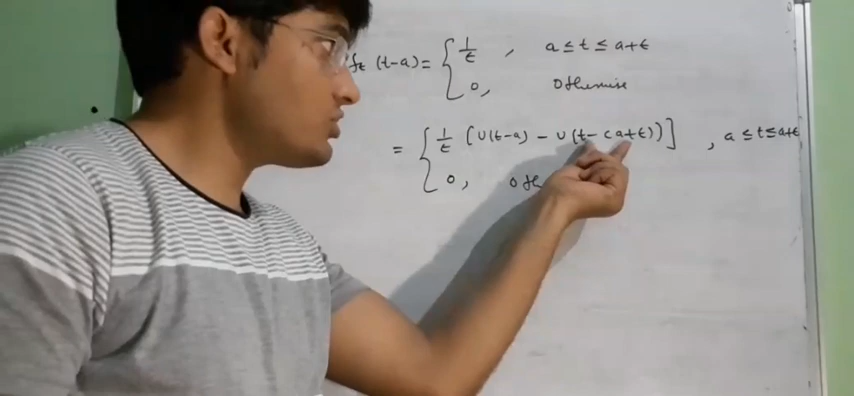 fε (t-a) = { 1/ε , a ≤ t ≤ a+ε
0, otherwise
= { 1/ε [U(t-a) - U(t-(a+ε))] , a ≤ t ≤ a+ε
0,